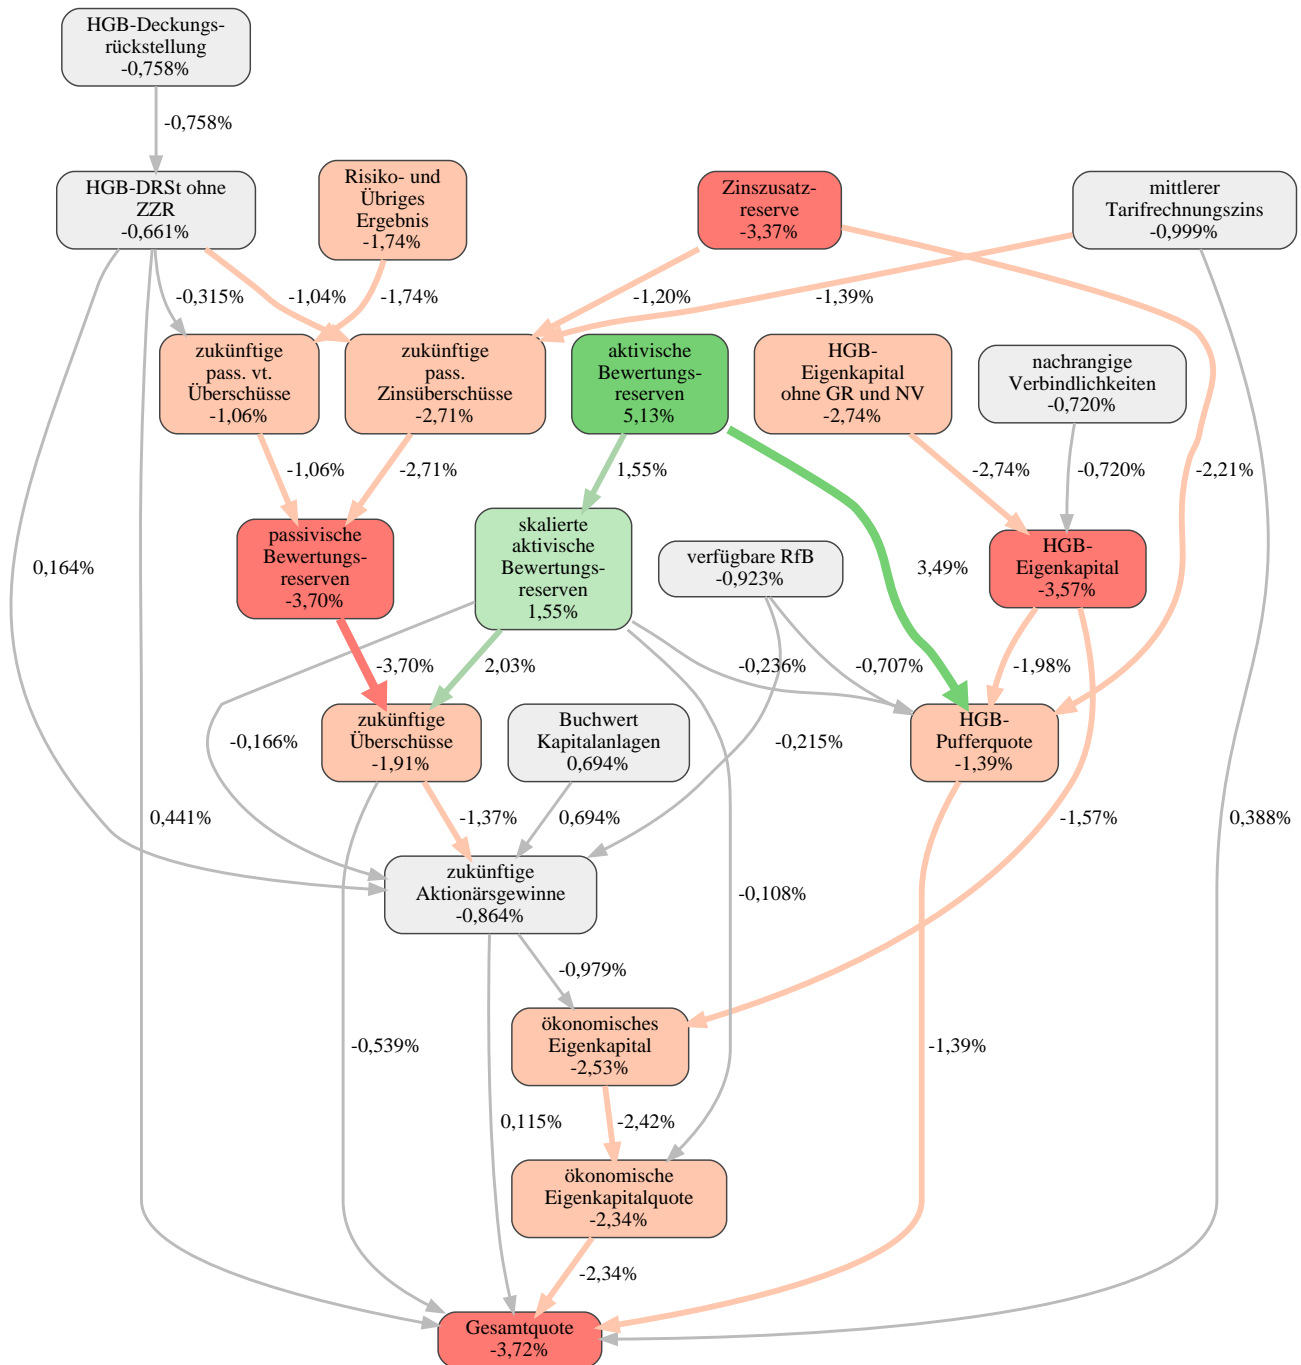 HGB-Deckungs-
rückstellung
-0,758%
-0,758%
HGB-DRSt ohne
ZZR
-0,661%
Risiko- und
Übriges
Ergebnis
-1,74%
Zinszusatz-
reserve
-3,37%
mittlerer
Tarifrechnungszins
-0,999%
-0,315%
-1,04%
-1,74%
-1,20%
-1,39%
zukünftige
pass. vt.
Überschüsse
-1,06%
zukünftige
pass.
Zinsüberschüsse
-2,71%
aktivische
Bewertungs-
reserven
5,13%
HGB-
Eigenkapital
ohne GR und NV
-2,74%
nachrangige
Verbindlichkeiten
-0,720%
-1,06%
-2,71%
1,55%
-2,74%
-0,720%
-2,21%
passivische
Bewertungs-
reserven
-3,70%
skalierte
aktivische
Bewertungs-
reserven
1,55%
verfügbare RfB
-0,923%
HGB-
Eigenkapital
-3,57%
0,164%
3,49%
-3,70%
2,03%
-0,236%
-0,707%
-1,98%
zukünftige
Überschüsse
-1,91%
Buchwert
Kapitalanlagen
0,694%
HGB-
Pufferquote
-1,39%
-0,166%
-0,215%
0,441%
-1,37%
0,694%
-1,57%
0,388%
zukünftige
Aktionärsgewinne
-0,864%
-0,108%
-0,979%
ökonomisches
Eigenkapital
-2,53%
-0,539%
-1,39%
0,115%
-2,42%
ökonomische
Eigenkapitalquote
-2,34%
-2,34%
Gesamtquote
-3,72%